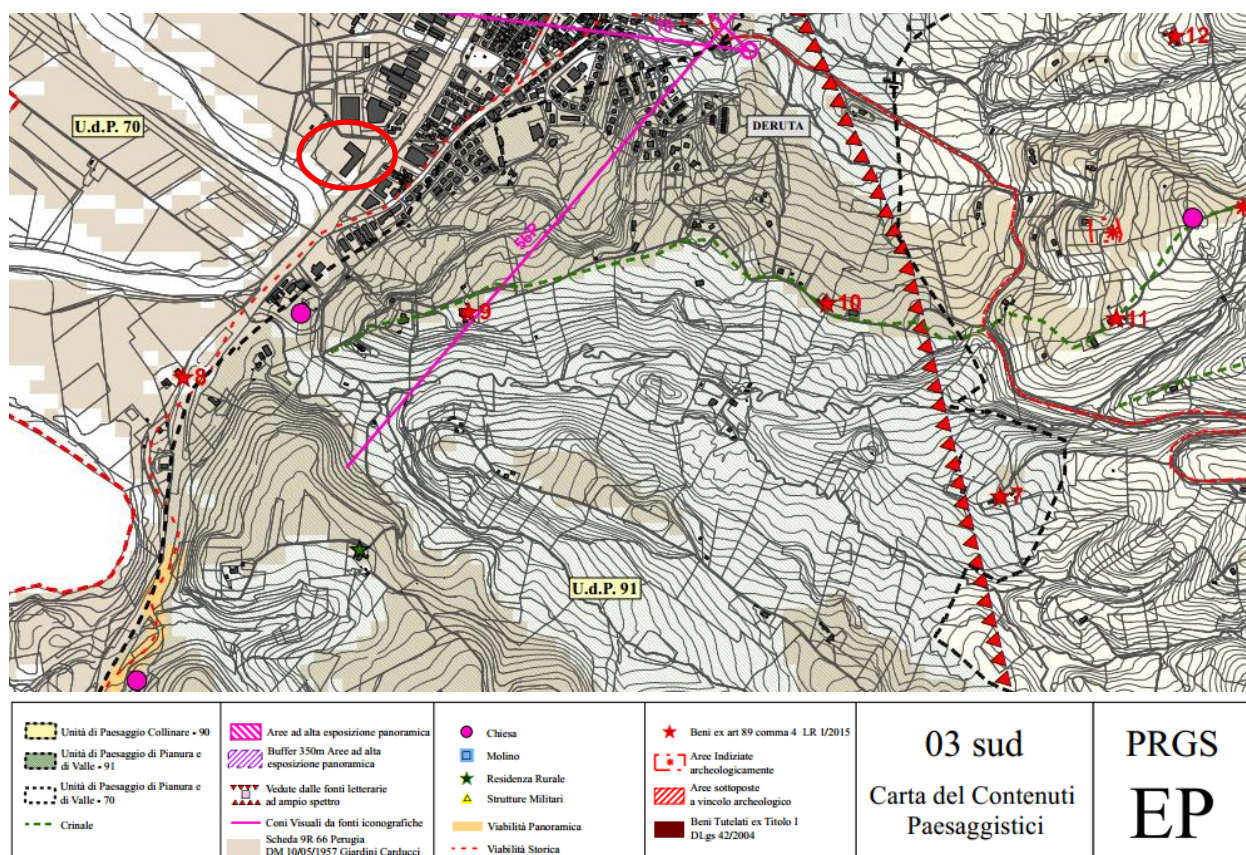 70
12
U.d.P. 70
DERUTA
567
9
10
11
8
7
U.d.P. 91
Unità di Paesaggio Collinare - 90
Unità di Paesaggio di Pianura e
di Valle - 91
Unità di Paesaggio di Pianura e
di Valle - 70
Crinale
Aree ad alta esposizione panoramica
Buffer 350m Aree ad alta
esposizione panoramica
Vedute dalle fonti letterarie
ad ampio spettro
Coni Visuali da fonti iconografiche
Scheda 9R 66 Perugia
DM 10/05/1957 Giardini Carducci
Chiesa
Molino
Residenza Rurale
Strutture Militari
Viabilità Panoramica
Viabilità Storica
Beni ex art 89 comma 4 LR 1/2015
Aree Indiziate
archeologicamente
Aree sottoposte
a vincolo archeologico
Beni Tutelati ex Titolo I
DLgs 42/2004
03 sud
Carta del Contenuti
Paesaggistici
PRGS
EP